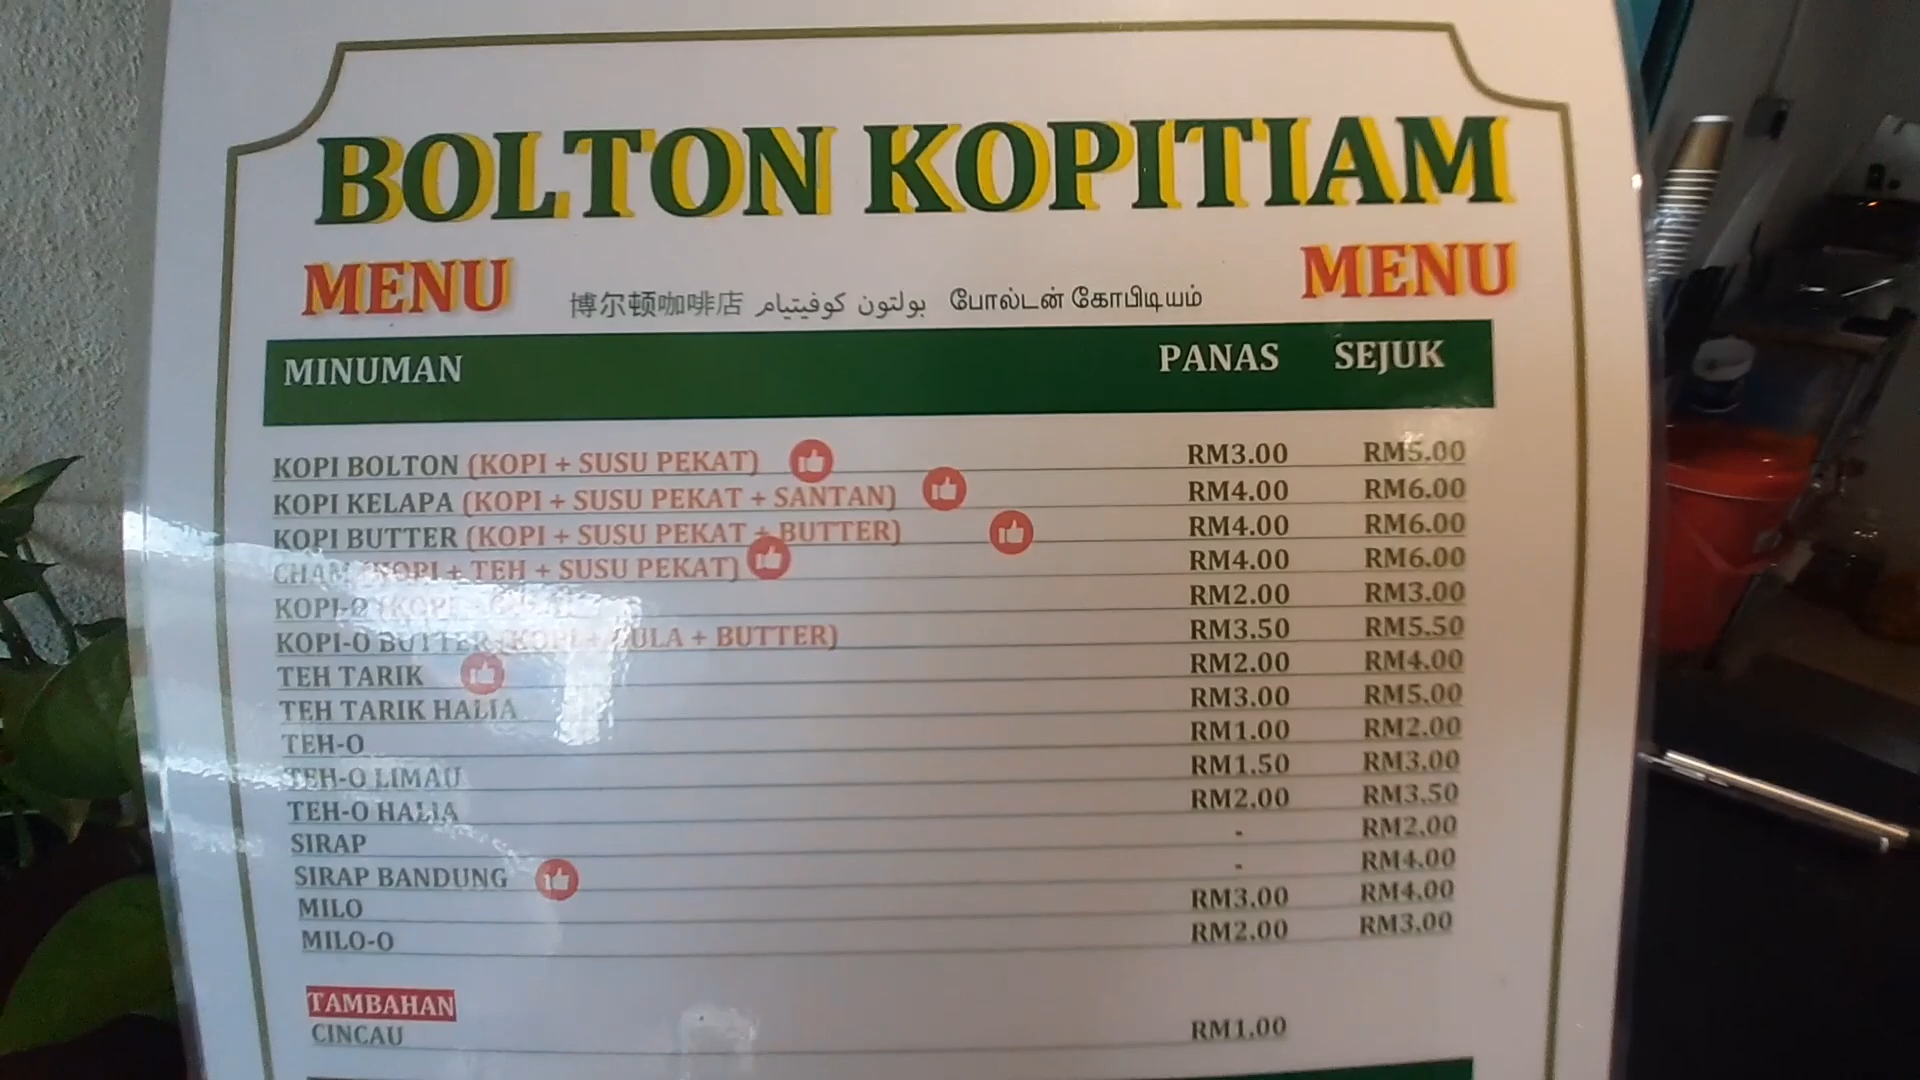 BOLTON KOPITIAM
MENU 博尔顿咖啡店 بولتون كوفيتيام போல்டன் கோபிடியம் MENU
MINUMAN PANAS SEJUK
KOPI BOLTON (KOPI + SUSU PEKAT) RM3.00 RM5.00
KOPI KELAPA (KOPI + SUSU PEKAT + SANTAN) RM4.00 RM6.00
KOPI BUTTER (KOPI + SUSU PEKAT + BUTTER) RM4.00 RM6.00
CHAM (KOPI + TEH + SUSU PEKAT) RM4.00 RM6.00
KOPI-O (KOPI RM2.00 RM3.00
KOPI-O BUTTER (KOPI + GULA + BUTTER) RM3.50 RM5.50
TEH TARIK RM2.00 RM4.00
TEH TARIK HALIA RM3.00 RM5.00
TEH-O RM1.00 RM2.00
TEH-O LIMAU RM1.50 RM3.00
TEH-O HALIA RM2.00 RM3.50
SIRAP - RM2.00
SIRAP BANDUNG - RM4.00
MILO RM3.00 RM4.00
MILO-O RM2.00 RM3.00
TAMBAHAN
CINCAU RM1.00